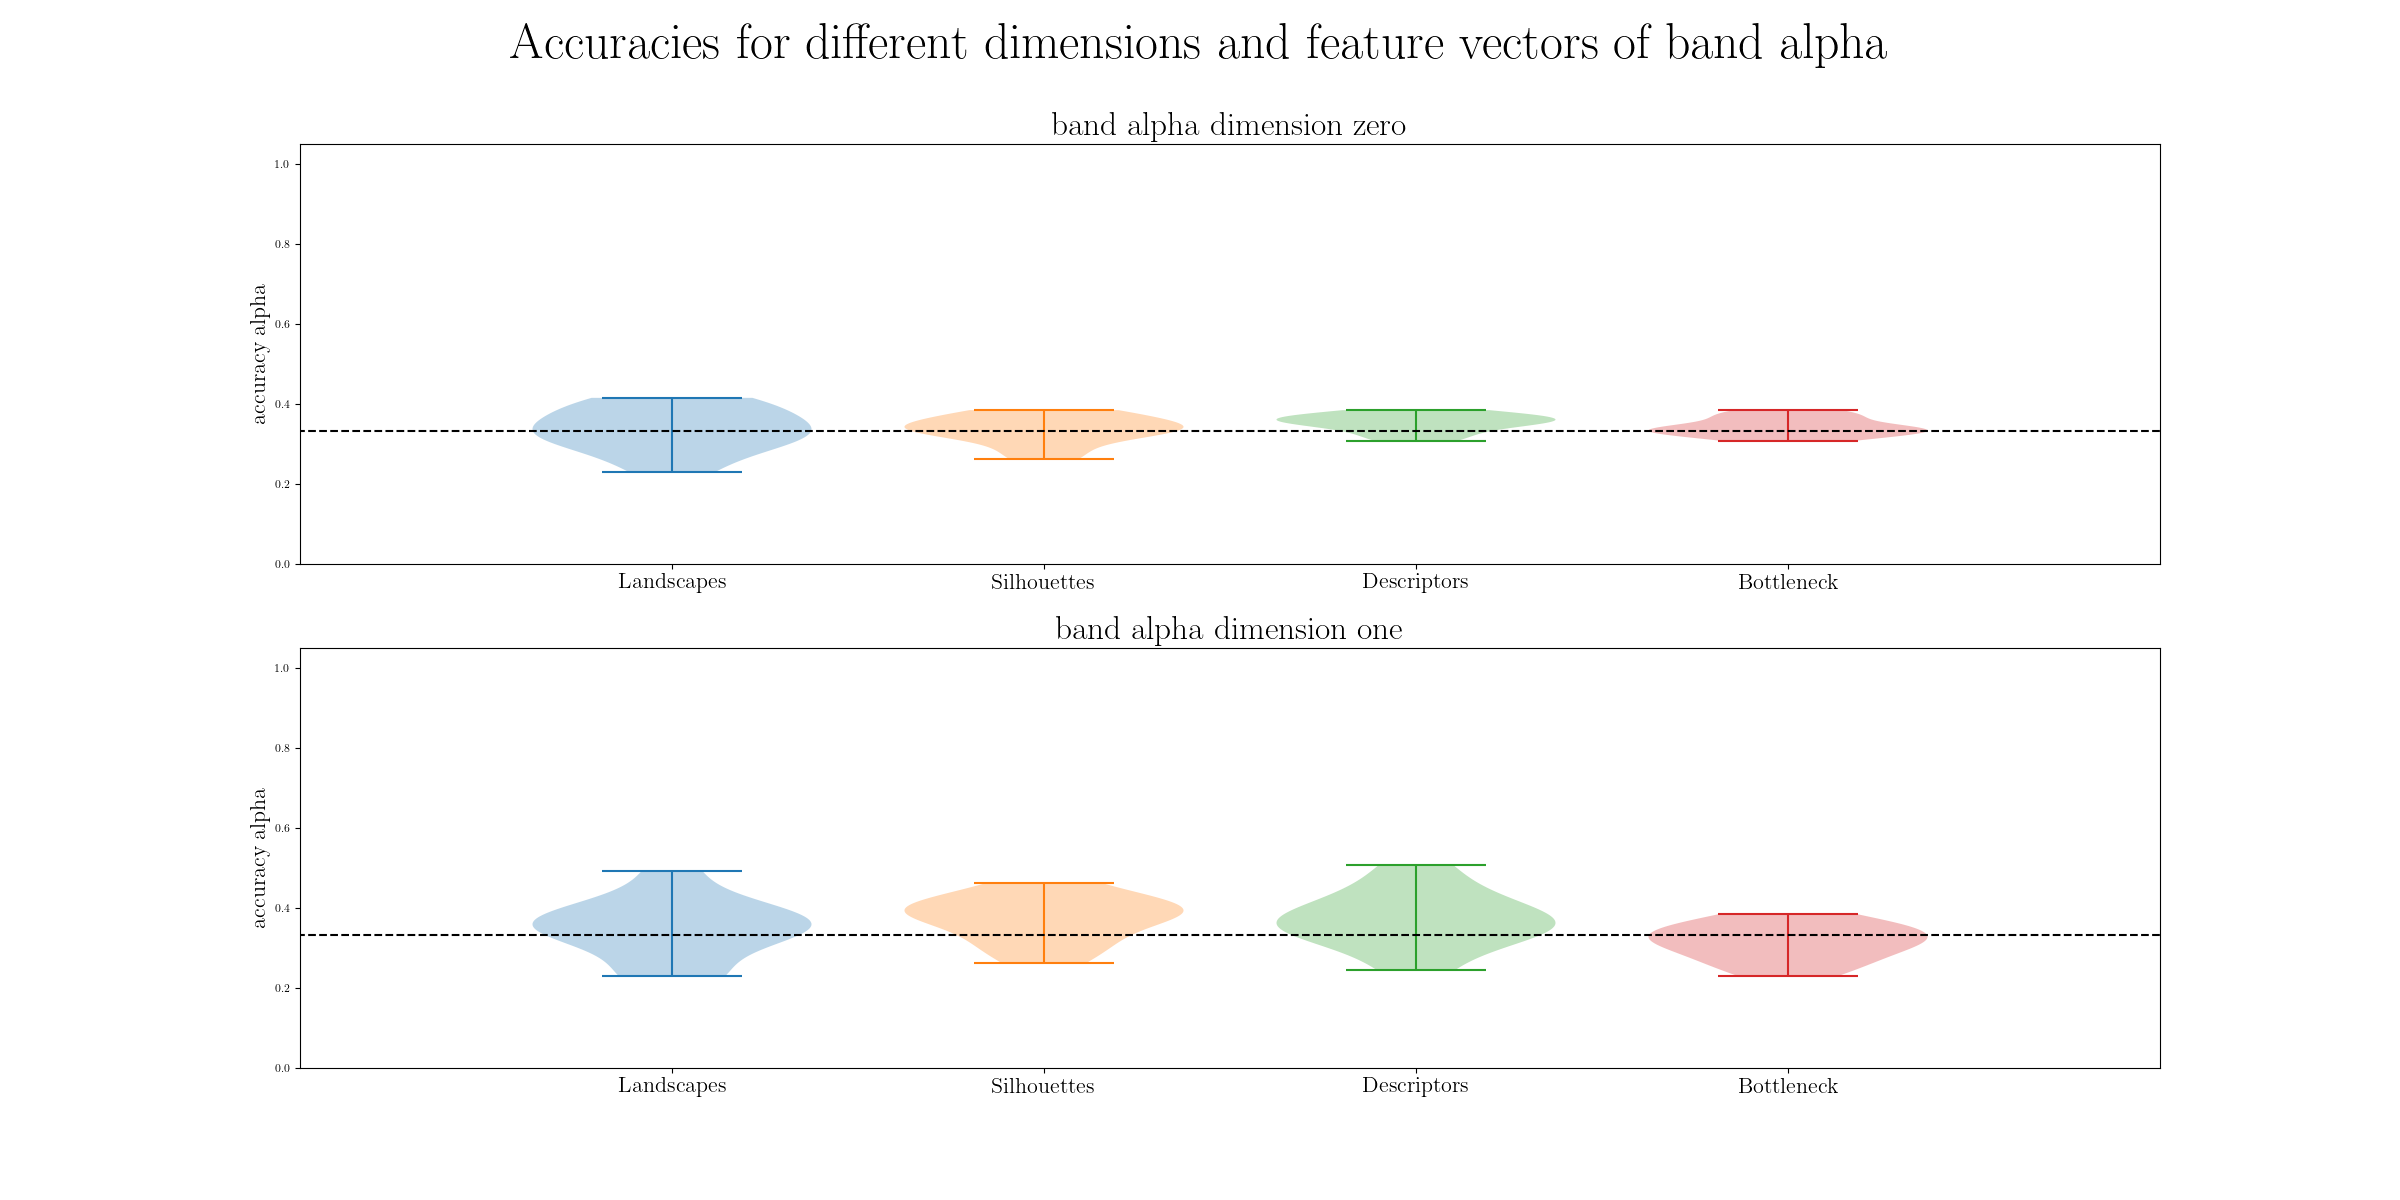 Accuracies for different dimensions and feature vectors of band alpha
band alpha dimension zero
1.0
0.8
0.6
0.4
0.2
0.0
accuracy alpha
Landscapes Silhouettes Descriptors Bottleneck
band alpha dimension one
1.0
0.8
0.6
0.4
0.2
0.0
accuracy alpha
Landscapes Silhouettes Descriptors Bottleneck